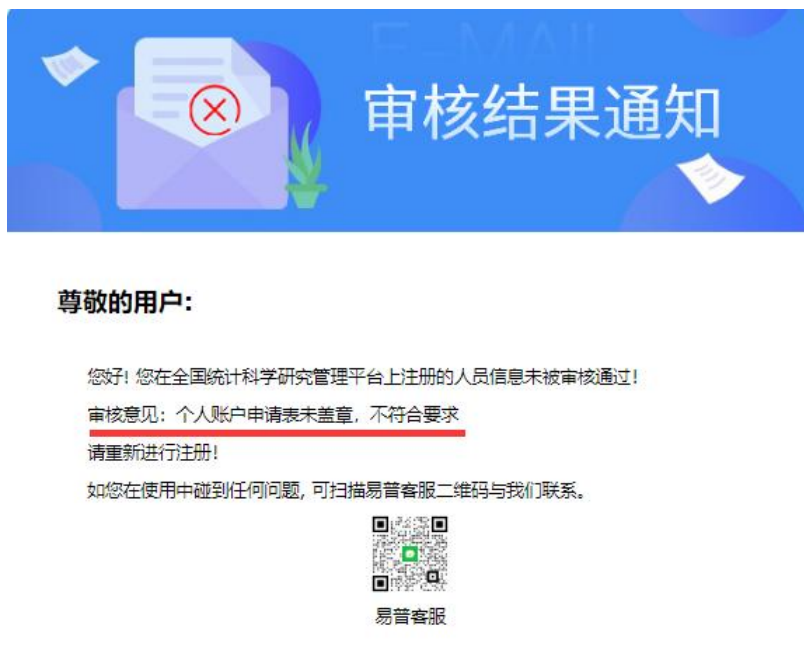 E-MAIL
审核结果通知
尊敬的用户:
您好! 您在全国统计科学研究管理平台上注册的人员信息未被审核通过!
审核意见: 个人账户申请表未盖章, 不符合要求
请重新进行注册!
如您在使用中碰到任何问题, 可扫描易普客服二维码与我们联系。
易普客服